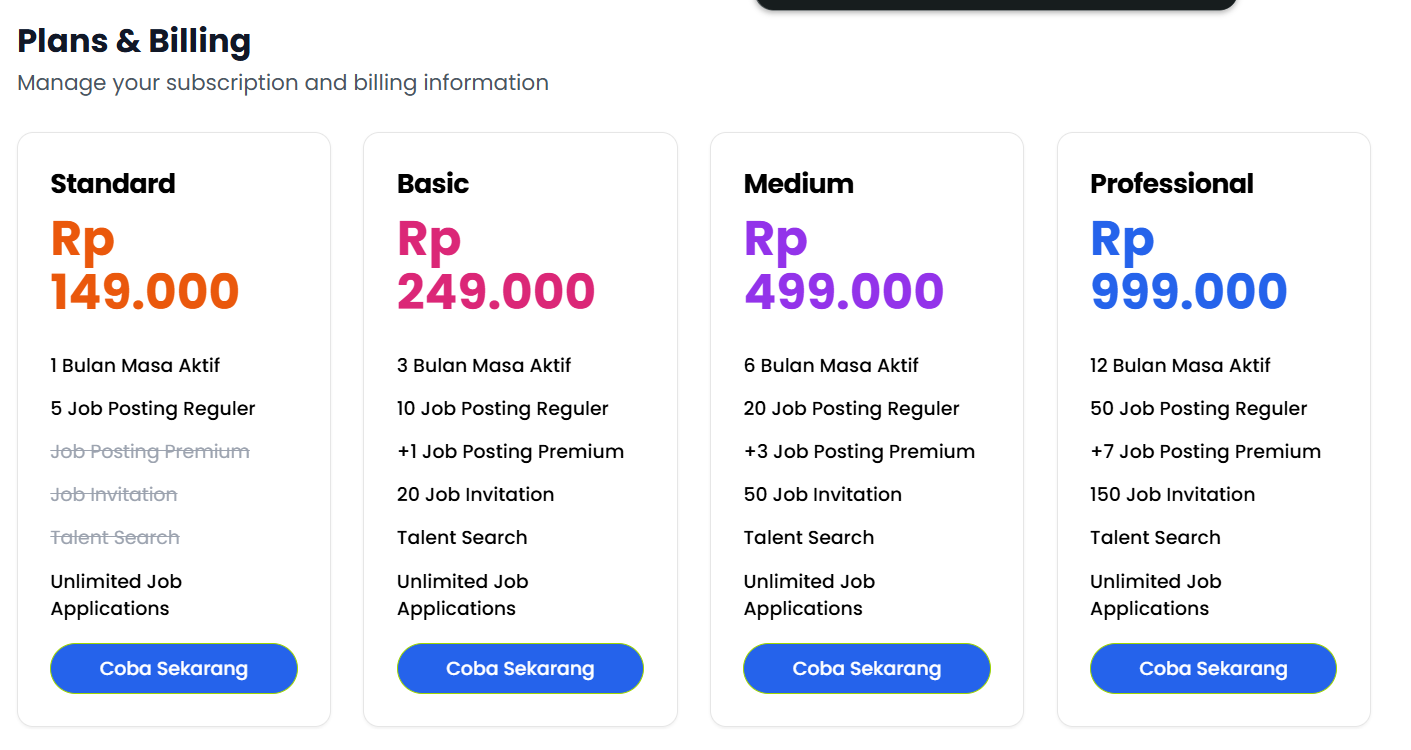 Plans & Billing
Manage your subscription and billing information
Standard
Rp
149.000
1 Bulan Masa Aktif
5 Job Posting Reguler
Job Posting Premium
Job Invitation
Talent Search
Unlimited Job
Applications
Coba Sekarang
Basic
Rp
249.000
3 Bulan Masa Aktif
10 Job Posting Reguler
+1 Job Posting Premium
20 Job Invitation
Talent Search
Unlimited Job
Applications
Coba Sekarang
Medium
Rp
499.000
6 Bulan Masa Aktif
20 Job Posting Reguler
+3 Job Posting Premium
50 Job Invitation
Talent Search
Unlimited Job
Applications
Coba Sekarang
Professional
Rp
999.000
12 Bulan Masa Aktif
50 Job Posting Reguler
+7 Job Posting Premium
150 Job Invitation
Talent Search
Unlimited Job
Applications
Coba Sekarang